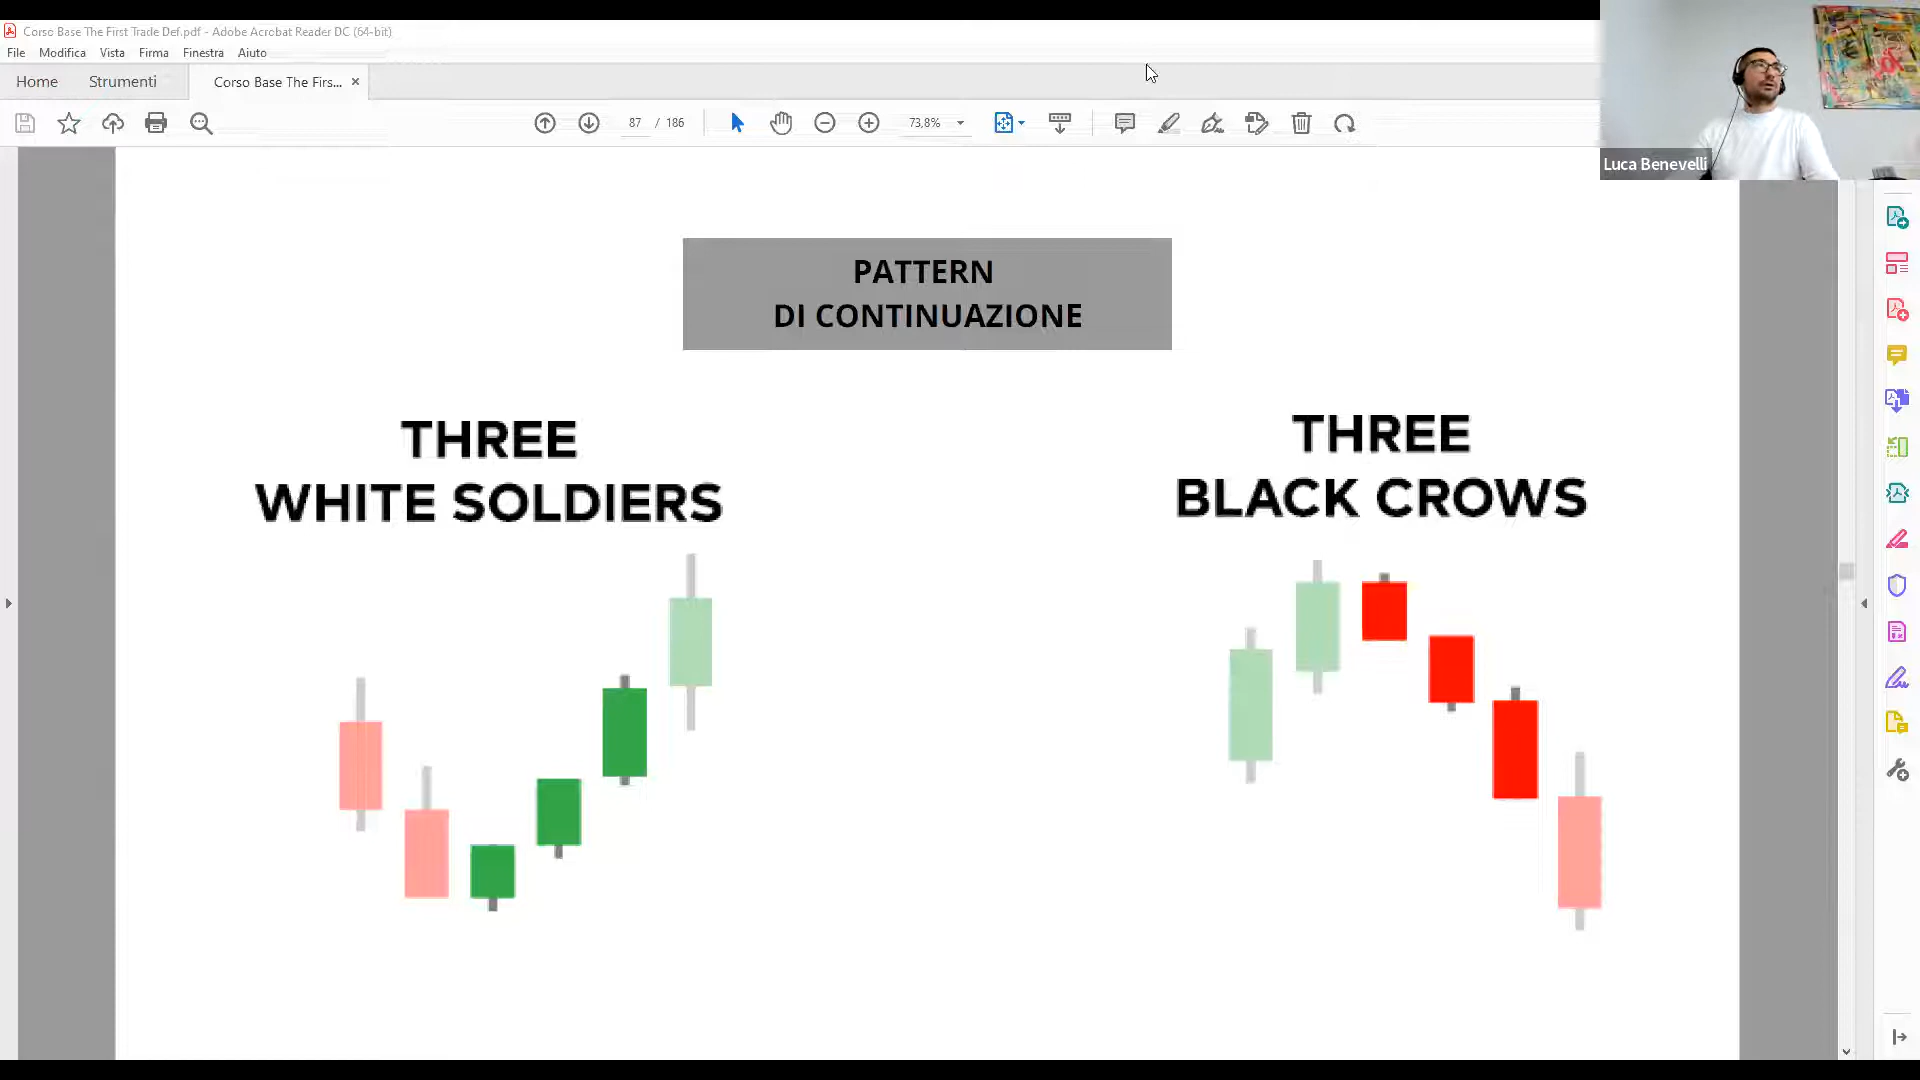 Corso Base The First Trade Def.pdf - Adobe Acrobat Reader DC (64-bit)
File Modifica Vista Firma Finestra Aiuto
Home Strumenti Corso Base The Firs... ×
87 / 186 73,8%
Luca Benevelli
PATTERN
DI CONTINUAZIONE
THREE
WHITE SOLDIERS
THREE
BLACK CROWS